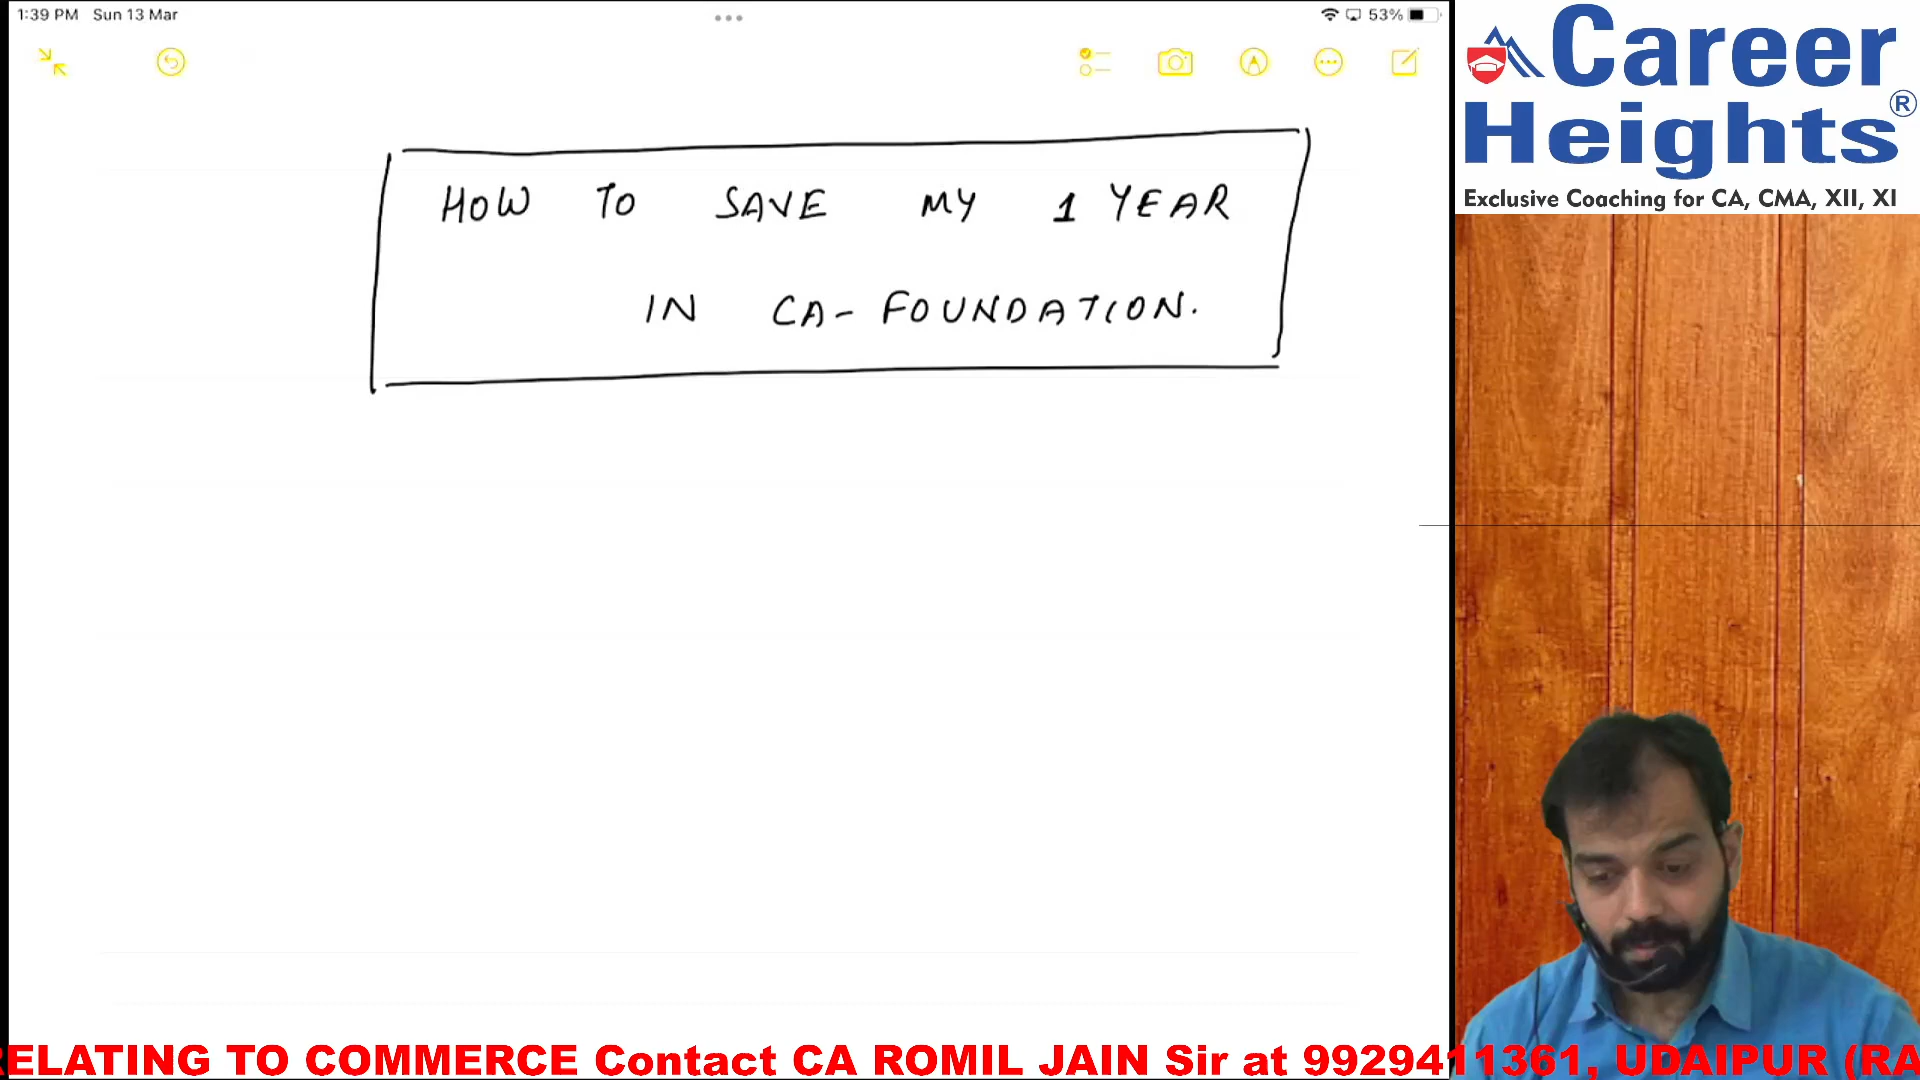 1:39 PM Sun 13 Mar
53%
HOW TO SAVE MY 1 YEAR
IN CA- FOUNDATION.
Career
Heights®
Exclusive Coaching for CA, CMA, XII, XI
RELATING TO COMMERCE Contact CA ROMIL JAIN Sir at 9929411361, UDAIPUR (RA